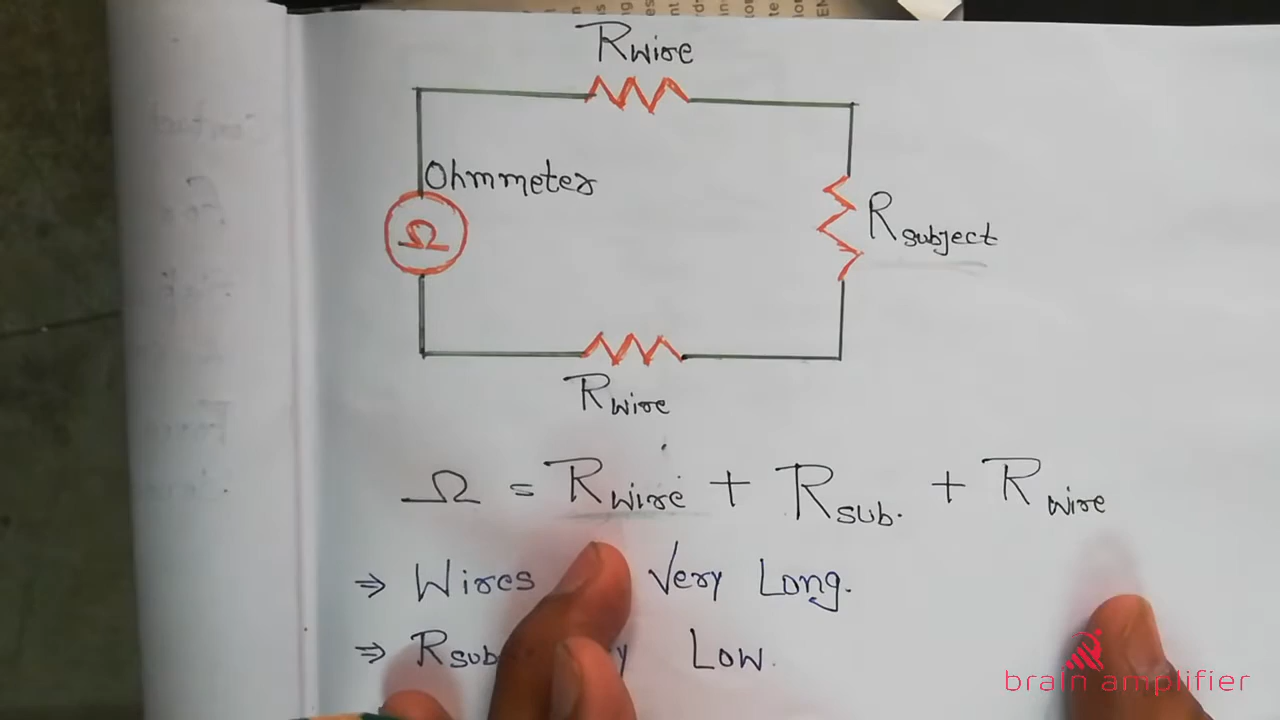 Rwire
Ohmmeter
Ω
Rsubject
Rwire
Ω = Rwire + Rsub. + Rwire
⇒ Wires Very Long.
⇒ Rsub Low.
brain amplifier